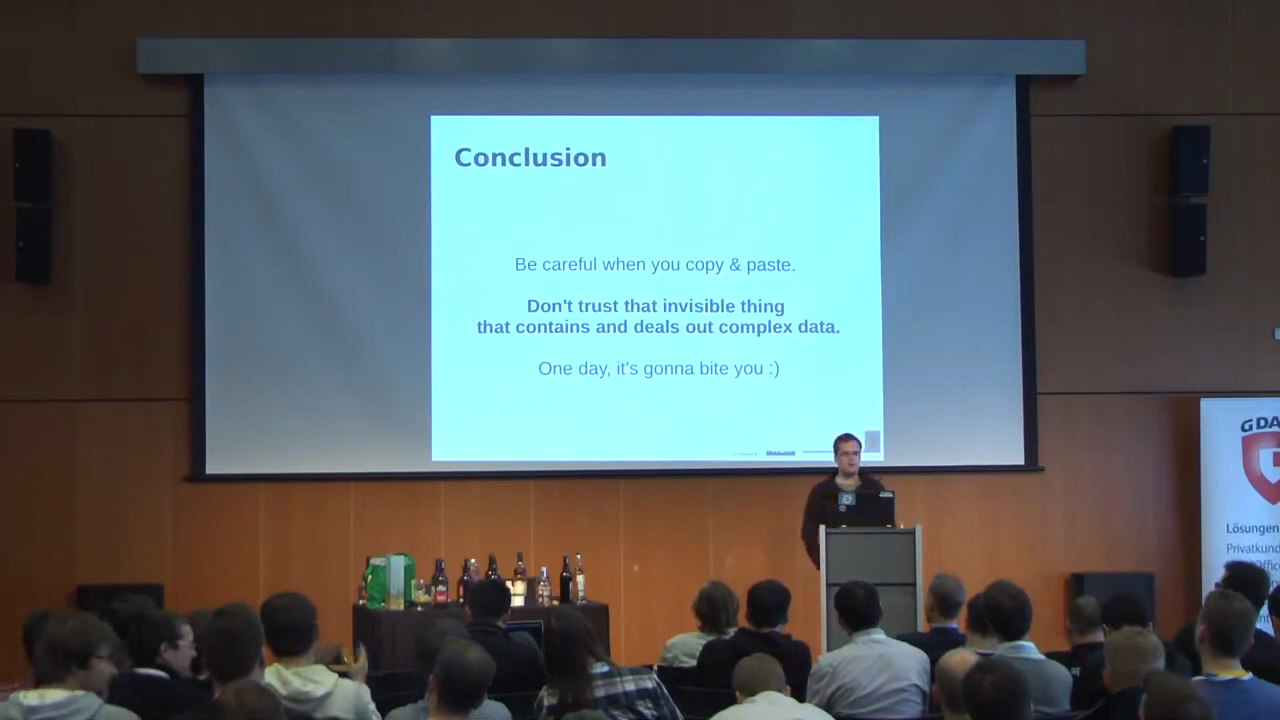 Conclusion
Be careful when you copy & paste.
Don't trust that invisible thing
that contains and deals out complex data.
One day, it's gonna bite you :)
G DA
Lösungen
Privatkund